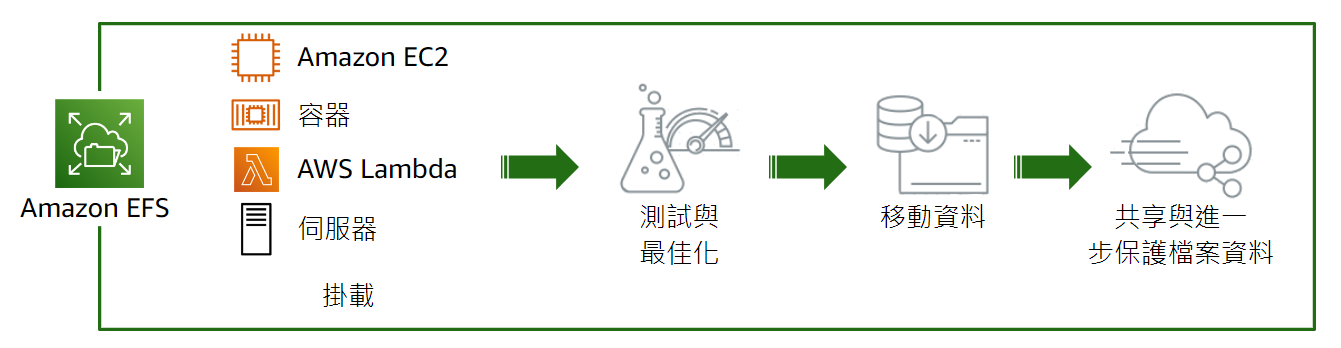 Amazon EFS
Amazon EC2
容器
AWS Lambda
伺服器
掛載
測試與
最佳化
移動資料
共享與進一
步保護檔案資料